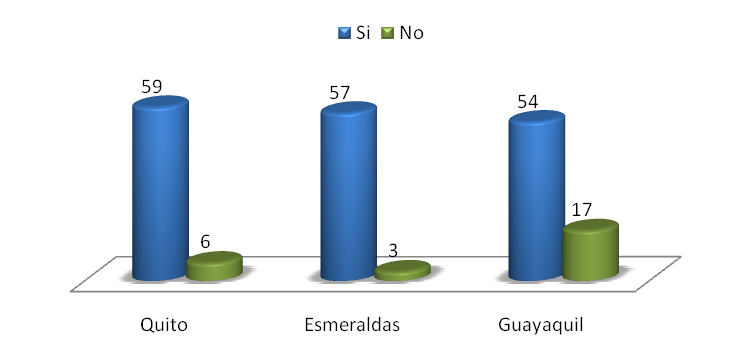 Si No
59 57 54
6 3 17
Quito Esmeraldas Guayaquil